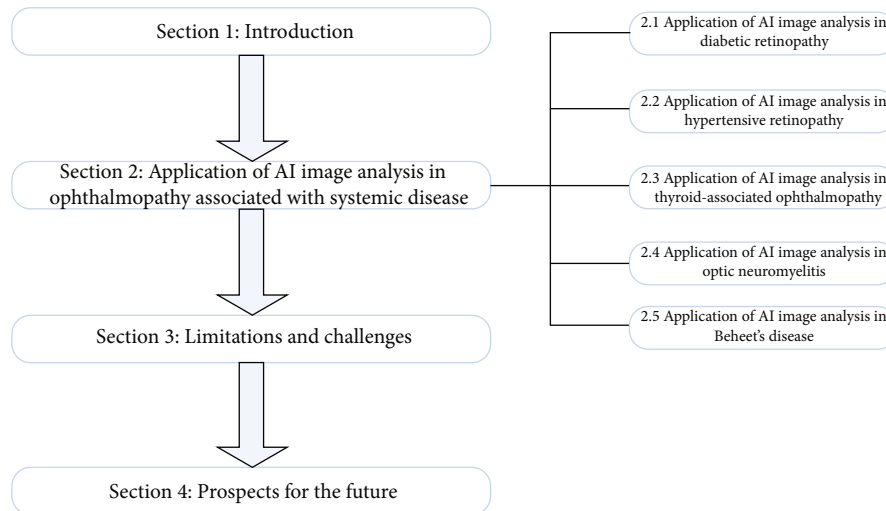 Section 1: Introduction
Section 2: Application of AI image analysis in
ophthalmopathy associated with systemic disease
Section 3: Limitations and challenges
Section 4: Prospects for the future
2.1 Application of AI image analysis in
diabetic retinopathy
2.2 Application of AI image analysis in
hypertensive retinopathy
2.3 Application of AI image analysis in
thyroid-associated ophthalmopathy
2.4 Application of AI image analysis in
optic neuromyelitis
2.5 Application of AI image analysis in
Beheet's disease